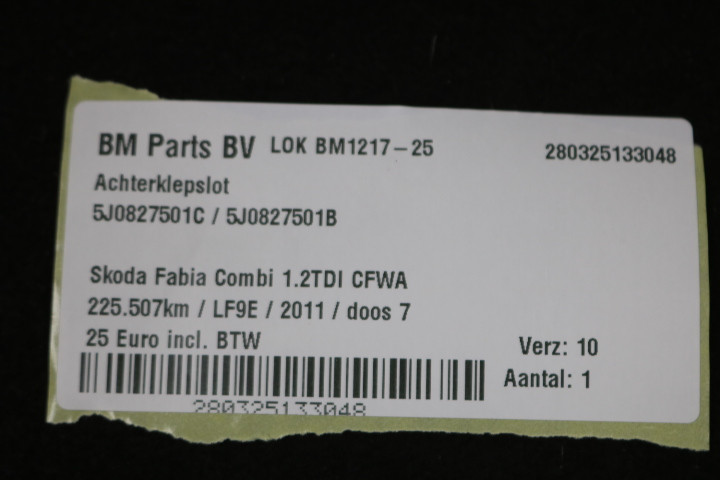 BM Parts BV LOK BM1217-25 280325133048
Achterklepslot
5J0827501C / 5J0827501B
Skoda Fabia Combi 1.2TDI CFWA
225.507km / LF9E / 2011 / doos 7
25 Euro incl. BTW
Verz: 10
Aantal: 1
280325133048